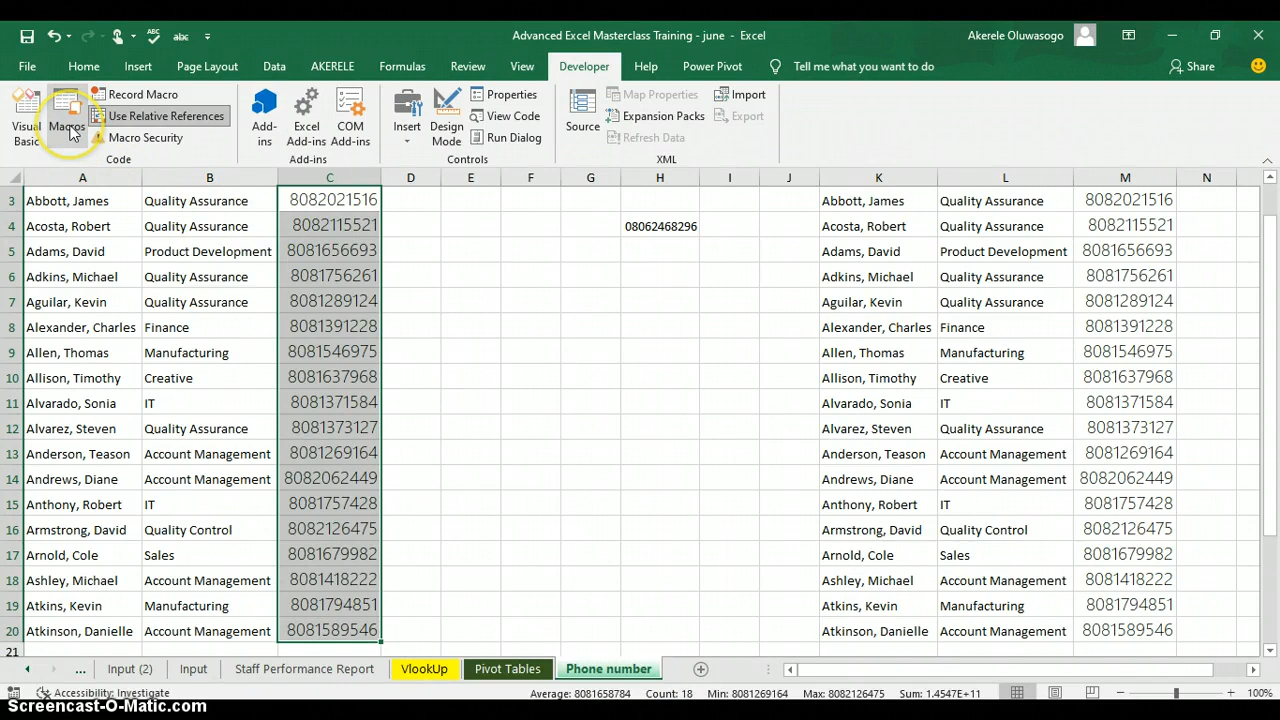 Advanced Excel Masterclass Training - june - Excel
Akerele Oluwasogo
File Home Insert Page Layout Data AKERELE Formulas Review View Developer Help Power Pivot Tell me what you want to do Share
Visual Basic
Macros
Record Macro
Use Relative References
Macro Security
Code
Add-ins
Excel Add-ins
COM Add-ins
Add-ins
Insert
Design Mode
Properties
View Code
Run Dialog
Controls
Source
Map Properties
Expansion Packs
Refresh Data
Import
Export
XML
A B C D E F G H I J K L M N
3 Abbott, James Quality Assurance 8082021516 Abbott, James Quality Assurance 8082021516
4 Acosta, Robert Quality Assurance 8082115521 08062468296 Acosta, Robert Quality Assurance 8082115521
5 Adams, David Product Development 8081656693 Adams, David Product Development 8081656693
6 Adkins, Michael Quality Assurance 8081756261 Adkins, Michael Quality Assurance 8081756261
7 Aguilar, Kevin Quality Assurance 8081289124 Aguilar, Kevin Quality Assurance 8081289124
8 Alexander, Charles Finance 8081391228 Alexander, Charles Finance 8081391228
9 Allen, Thomas Manufacturing 8081546975 Allen, Thomas Manufacturing 8081546975
10 Allison, Timothy Creative 8081637968 Allison, Timothy Creative 8081637968
11 Alvarado, Sonia IT 8081371584 Alvarado, Sonia IT 8081371584
12 Alvarez, Steven Quality Assurance 8081373127 Alvarez, Steven Quality Assurance 8081373127
13 Anderson, Teason Account Management 8081269164 Anderson, Teason Account Management 8081269164
14 Andrews, Diane Account Management 8082062449 Andrews, Diane Account Management 8082062449
15 Anthony, Robert IT 8081757428 Anthony, Robert IT 8081757428
16 Armstrong, David Quality Control 8082126475 Armstrong, David Quality Control 8082126475
17 Arnold, Cole Sales 8081679982 Arnold, Cole Sales 8081679982
18 Ashley, Michael Account Management 8081418222 Ashley, Michael Account Management 8081418222
19 Atkins, Kevin Manufacturing 8081794851 Atkins, Kevin Manufacturing 8081794851
20 Atkinson, Danielle Account Management 8081589546 Atkinson, Danielle Account Management 8081589546
21
... Input (2) Input Staff Performance Report VlookUp Pivot Tables Phone number
Accessibility: Investigate Average: 8081658784 Count: 18 Min: 8081269164 Max: 8082126475 Sum: 1.4547E+11 100%
Screencast-O-Matic.com